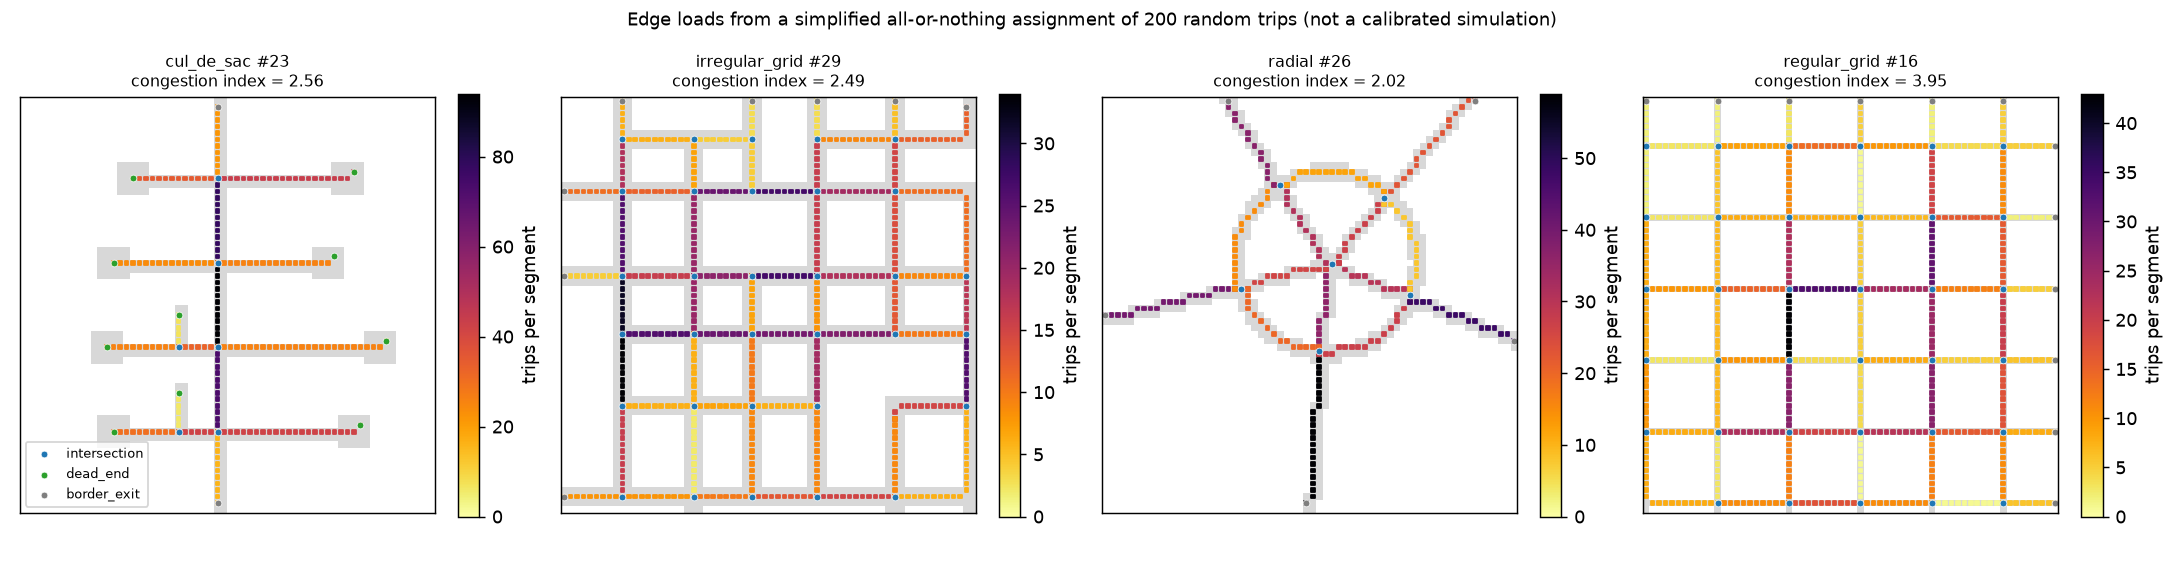 Edge loads from a simplified all-or-nothing assignment of 200 random trips (not a calibrated simulation)
cul_de_sac #23
congestion index = 2.56
80
60
40
20
0
trips per segment
intersection
dead_end
border_exit
irregular_grid #29
congestion index = 2.49
30
25
20
15
10
5
0
trips per segment
radial #26
congestion index = 2.02
50
40
30
20
10
0
trips per segment
regular_grid #16
congestion index = 3.95
40
35
30
25
20
15
10
5
0
trips per segment